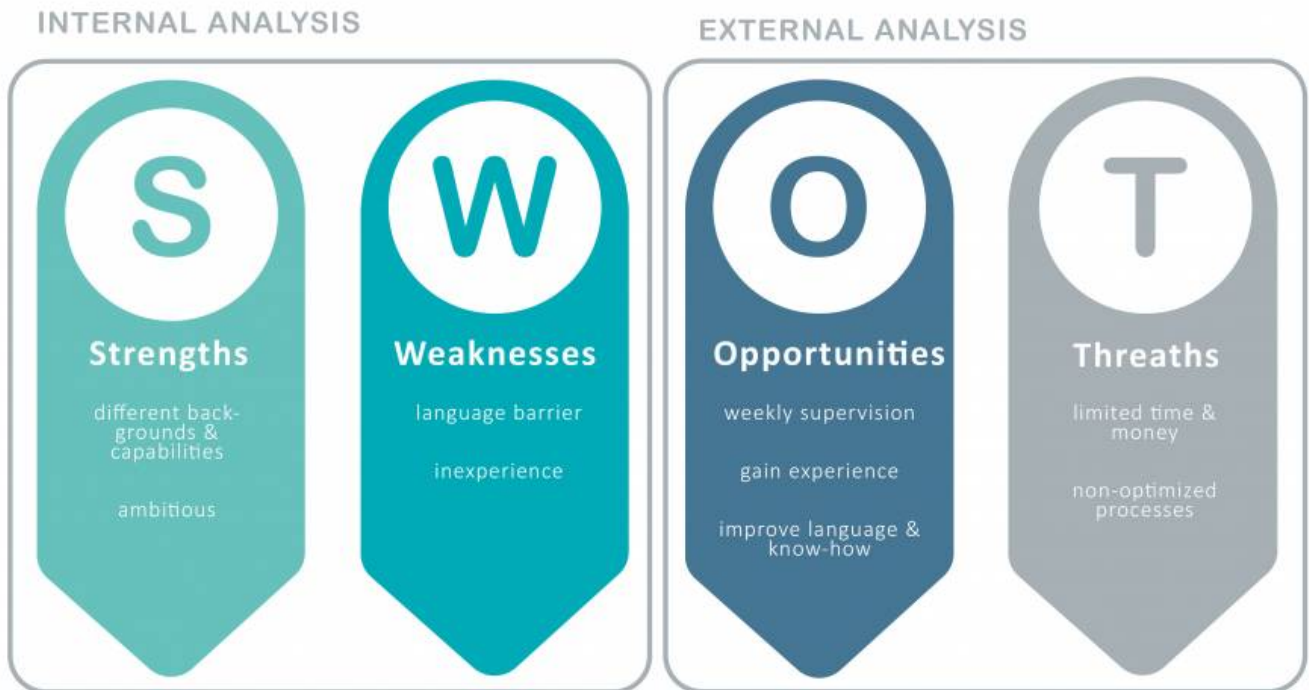 INTERNAL ANALYSIS
S
Strengths
different back-
grounds &
capabilities
ambitious
W
Weaknesses
language barrier
inexperience
EXTERNAL ANALYSIS
O
Opportunities
weekly supervision
gain experience
improve language &
know-how
T
Threaths
limited time &
money
non-optimized
processes